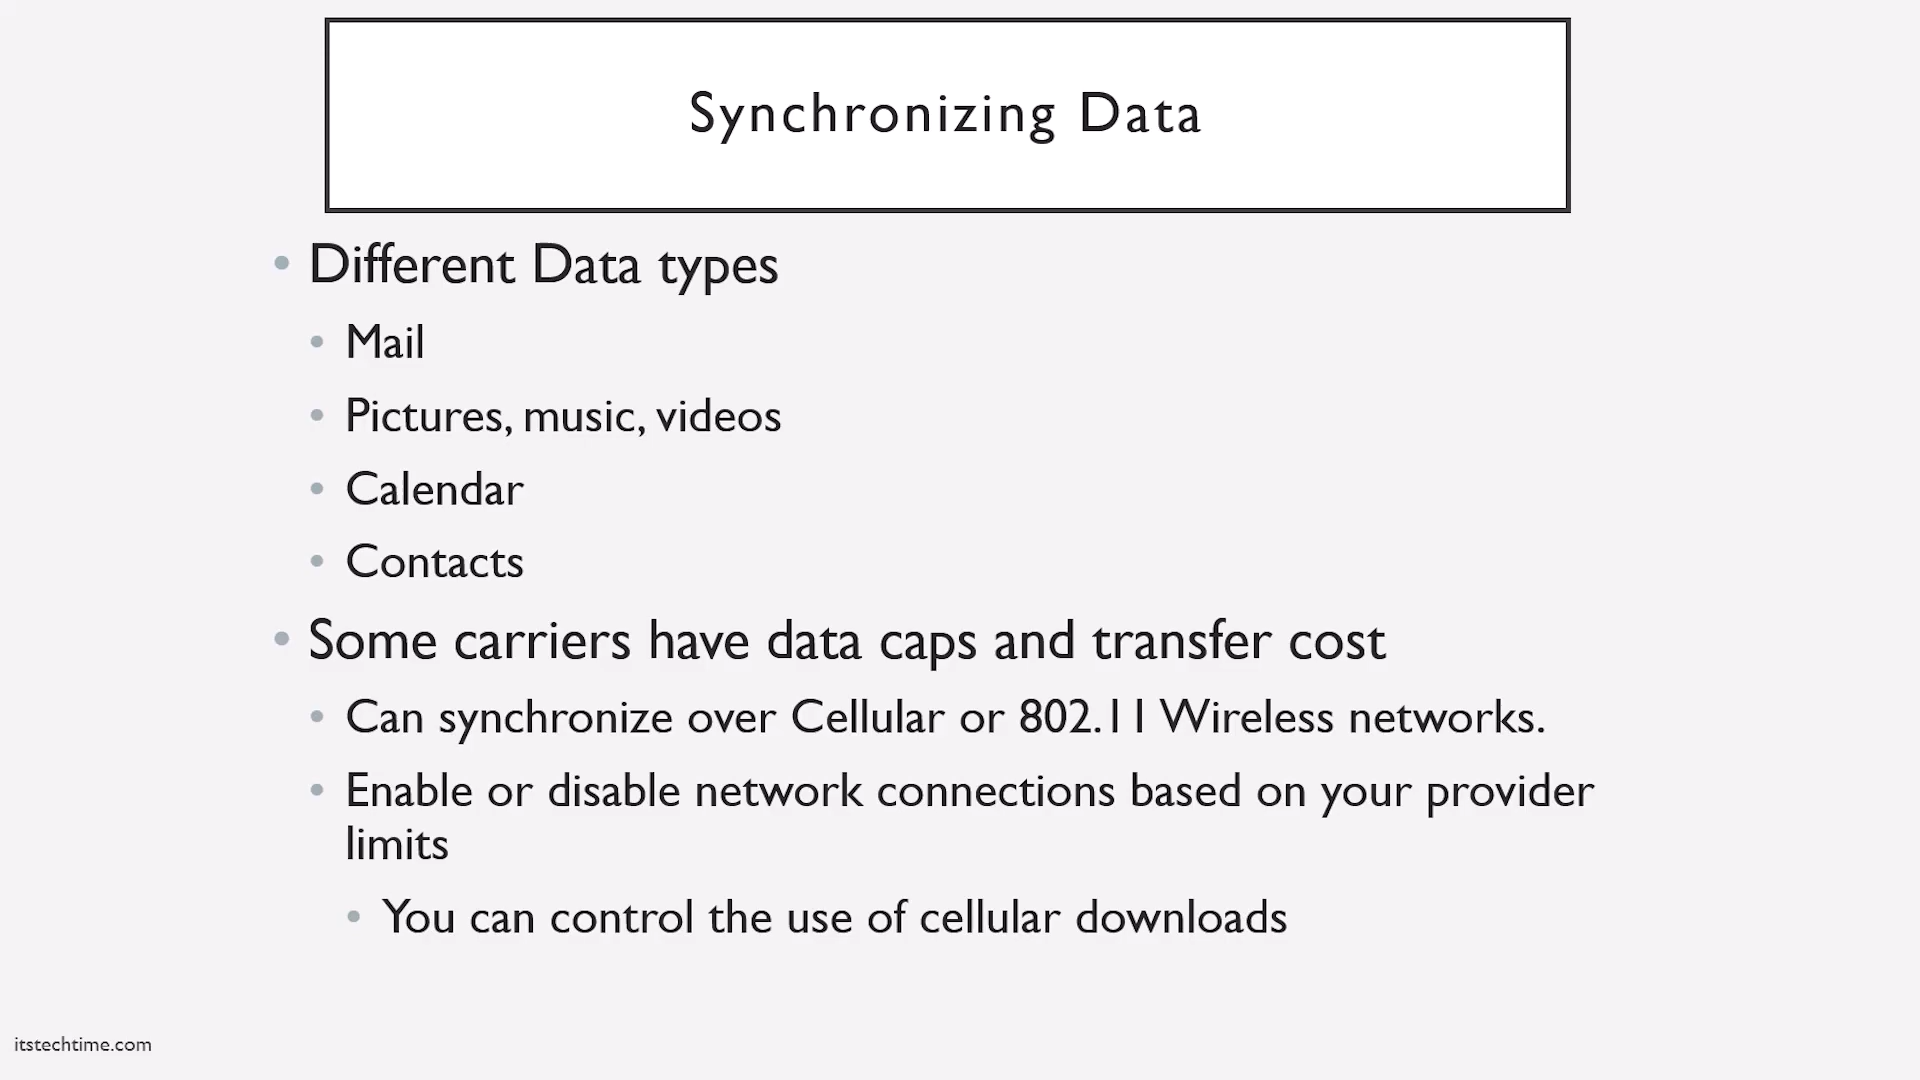 Synchronizing Data
• Different Data types
• Mail
• Pictures, music, videos
• Calendar
• Contacts
• Some carriers have data caps and transfer cost
• Can synchronize over Cellular or 802.11 Wireless networks.
• Enable or disable network connections based on your provider
limits
• You can control the use of cellular downloads
itstechtime.com